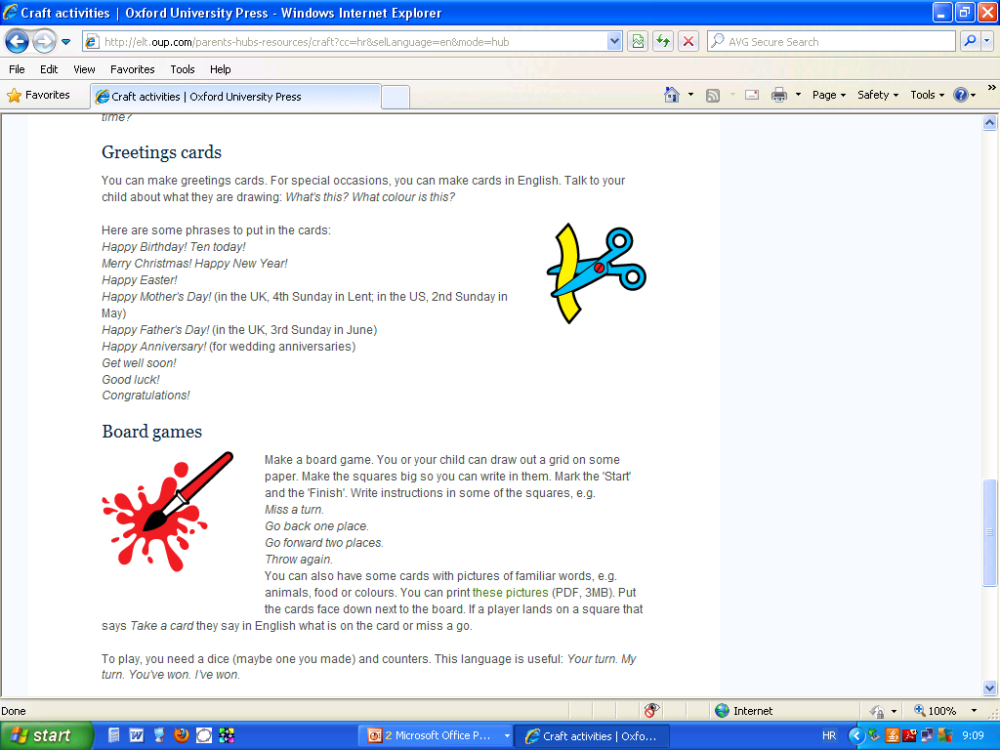 Craft activities | Oxford University Press - Windows Internet Explorer
http://elt.oup.com/parents-hubs-resources/craft?cc=hr&selLanguage=en&mode=hub
AVG Secure Search
File Edit View Favorites Tools Help
Favorites
Craft activities | Oxford University Press
Page Safety Tools
time?
Greetings cards
You can make greetings cards. For special occasions, you can make cards in English. Talk to your
child about what they are drawing: What's this? What colour is this?
Here are some phrases to put in the cards:
Happy Birthday! Ten today!
Merry Christmas! Happy New Year!
Happy Easter!
Happy Mother's Day! (in the UK, 4th Sunday in Lent; in the US, 2nd Sunday in
May)
Happy Father's Day! (in the UK, 3rd Sunday in June)
Happy Anniversary! (for wedding anniversaries)
Get well soon!
Good luck!
Congratulations!
Board games
Make a board game. You or your child can draw out a grid on some
paper. Make the squares big so you can write in them. Mark the 'Start'
and the 'Finish'. Write instructions in some of the squares, e.g.
Miss a turn.
Go back one place.
Go forward two places.
Throw again.
You can also have some cards with pictures of familiar words, e.g.
animals, food or colours. You can print these pictures (PDF, 3MB). Put
the cards face down next to the board. If a player lands on a square that
says Take a card they say in English what is on the card or miss a go.
To play, you need a dice (maybe one you made) and counters. This language is useful: Your turn. My
turn. You've won. I've won.
Done
Internet
100%
start
2 Microsoft Office P...
Craft activities | Oxfo...
HR
9:09